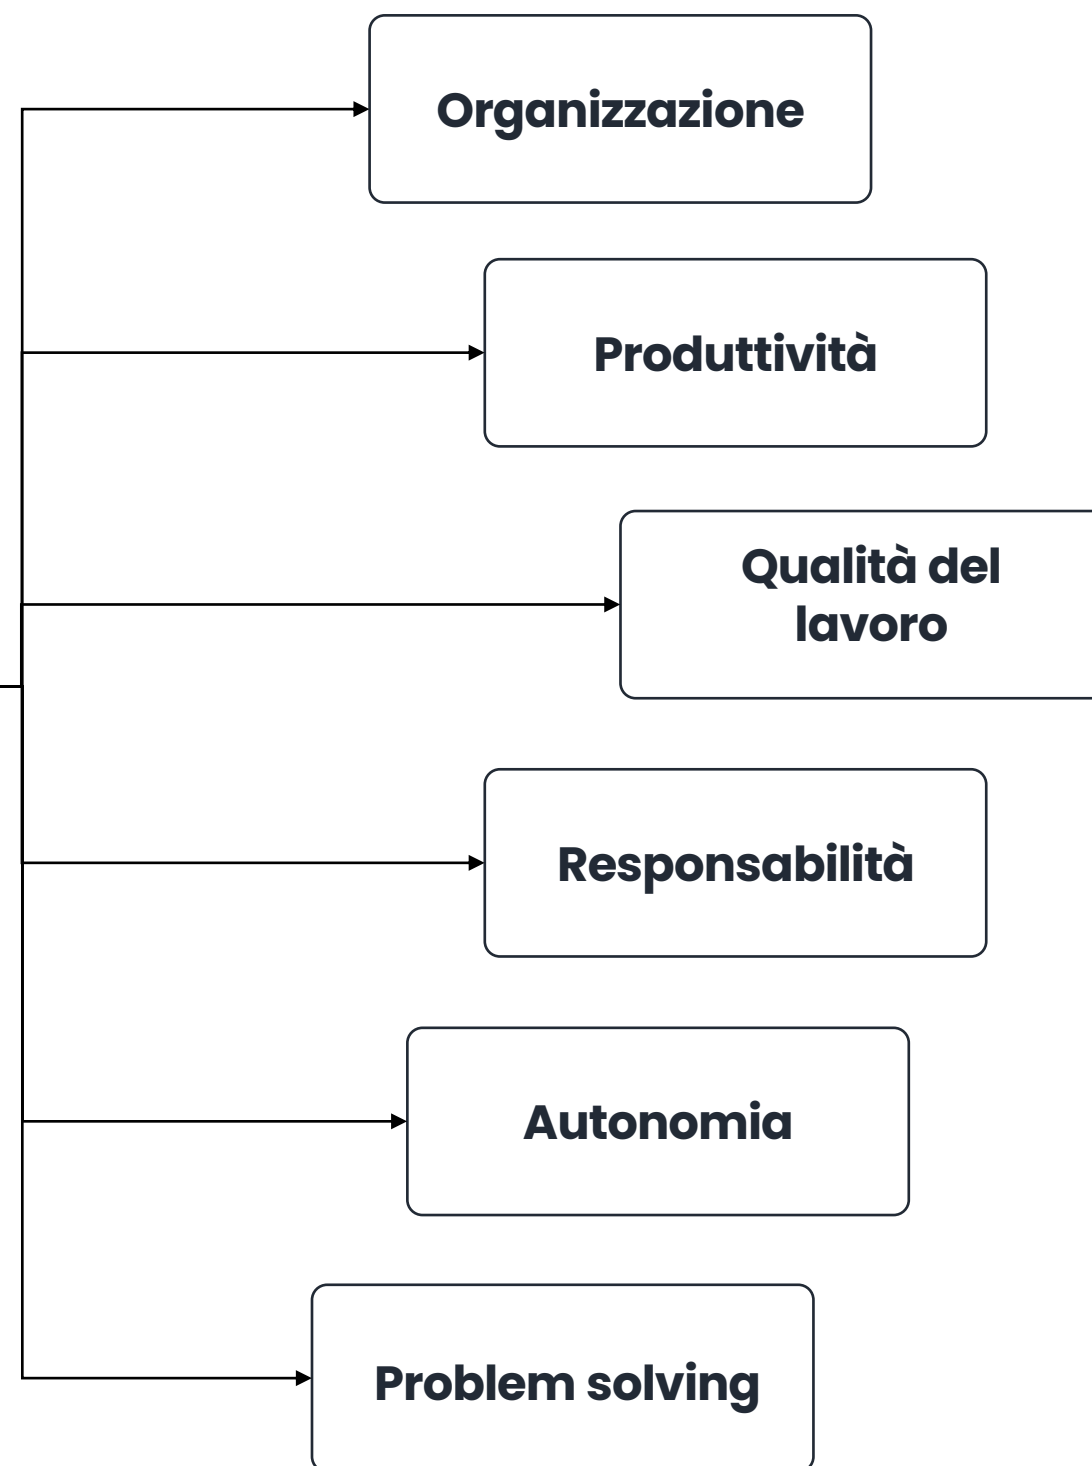 Organizzazione
Produttività
Qualità del
lavoro
Responsabilità
Autonomia
Problem solving